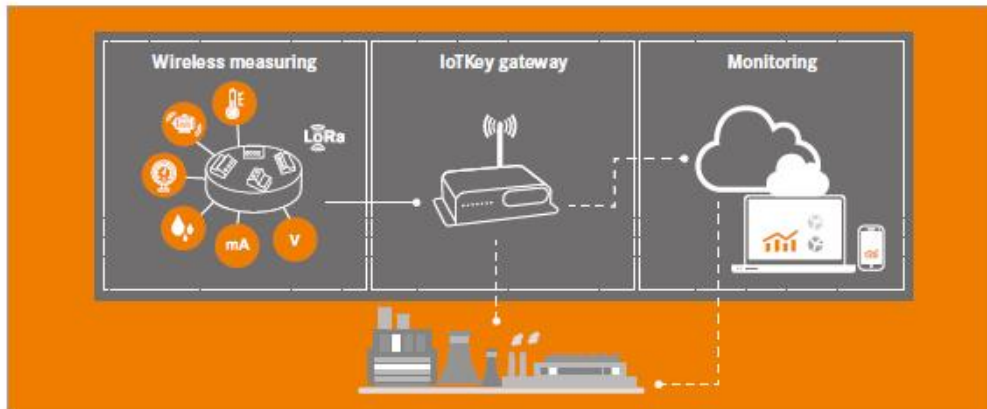 Wireless measuring
IoTKey gateway
Monitoring
LoRa
mA
V